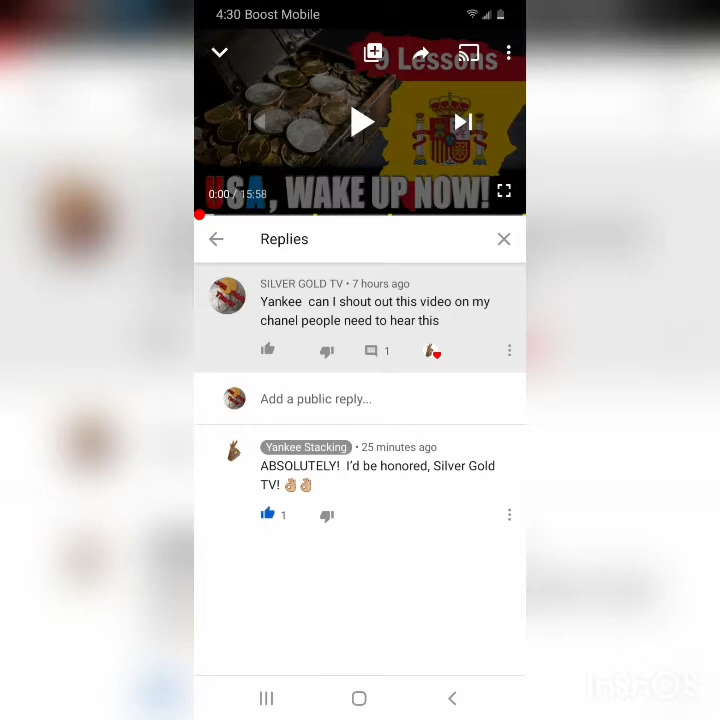 4:30 Boost Mobile
9 Lessons
USA, WAKE UP NOW!
0:00 / 15:58
Replies
SILVER GOLD TV • 7 hours ago
Yankee can I shout out this video on my
chanel people need to hear this
1
Add a public reply...
Yankee Stacking • 25 minutes ago
ABSOLUTELY! I'd be honored, Silver Gold
TV! 👌🏼👌🏼
1